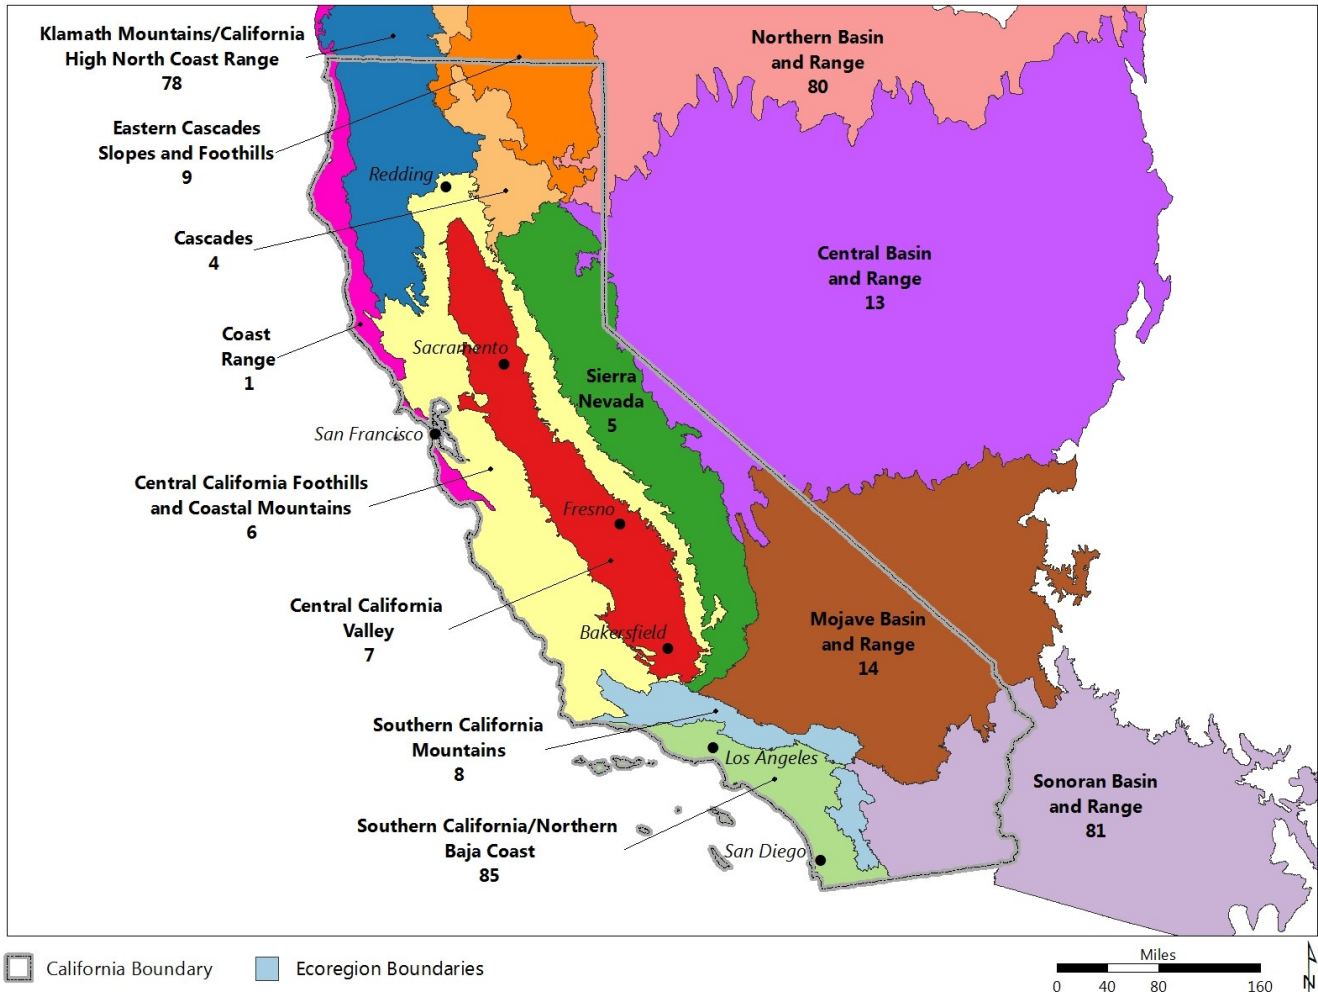 Klamath Mountains/California
High North Coast Range
78
Northern Basin
and Range
80
Eastern Cascades
Slopes and Foothills
9
Redding
Cascades
4
Central Basin
and Range
13
Coast
Range
1
Sacramento
Sierra
Nevada
5
San Francisco
Central California Foothills
and Coastal Mountains
6
Fresno
Central California
Valley
7
Bakersfield
Mojave Basin
and Range
14
Southern California
Mountains
8
Los Angeles
Sonoran Basin
and Range
81
Southern California/Northern
Baja Coast
85
San Diego
California Boundary
Ecoregion Boundaries
Miles
0 40 80 160
N